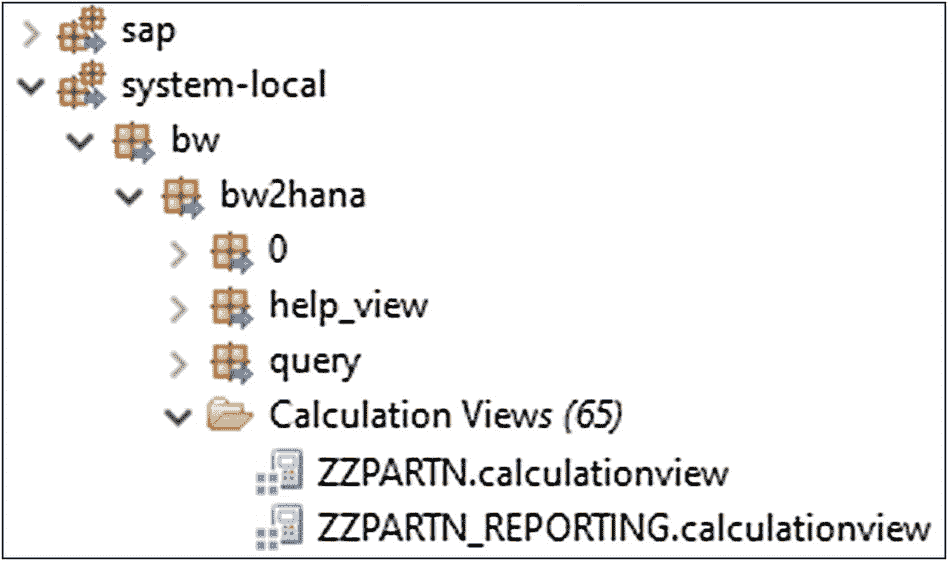 sap
system-local
bw
bw2hana
0
help_view
query
Calculation Views (65)
ZZPARTN.calculationview
ZZPARTN_REPORTING.calculationview